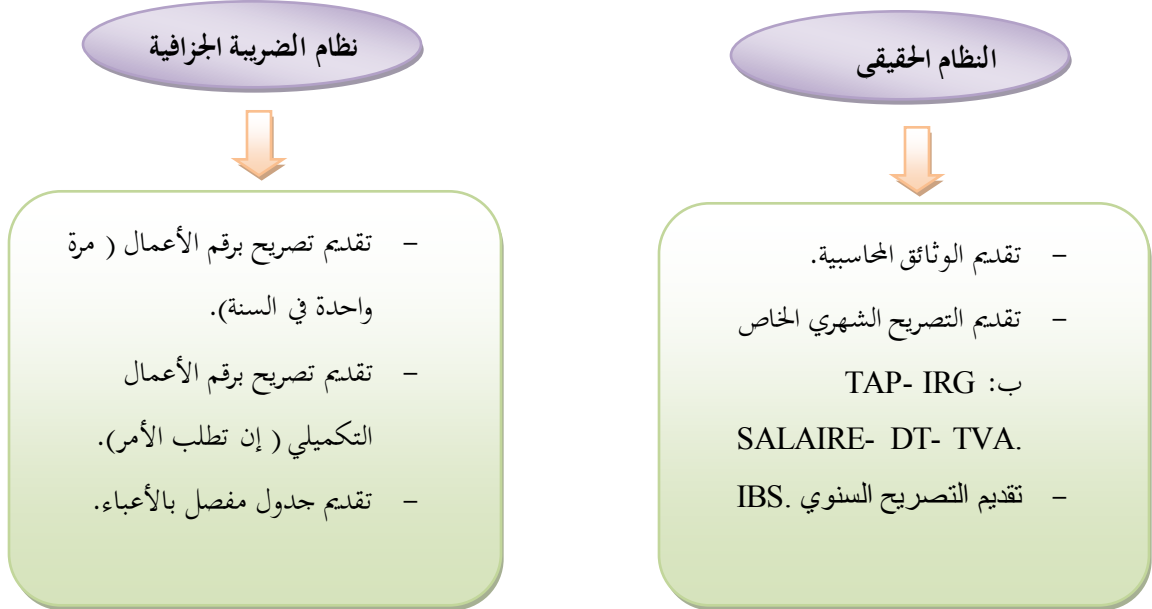 النظام الحقيقى
- تقديم الوثائق المحاسبية.
- تقديم التصريح الشهري الخاص
ب: TAP- IRG
SALAIRE- DT- TVA.
- تقديم التصريح السنوي IBS.
نظام الضريبة الجزافية
- تقديم تصريح برقم الأعمال ( مرة
واحدة في السنة).
- تقديم تصريح برقم الأعمال
التكميلي ( إن تطلب الأمر).
- تقديم جدول مفصل بالأعباء.